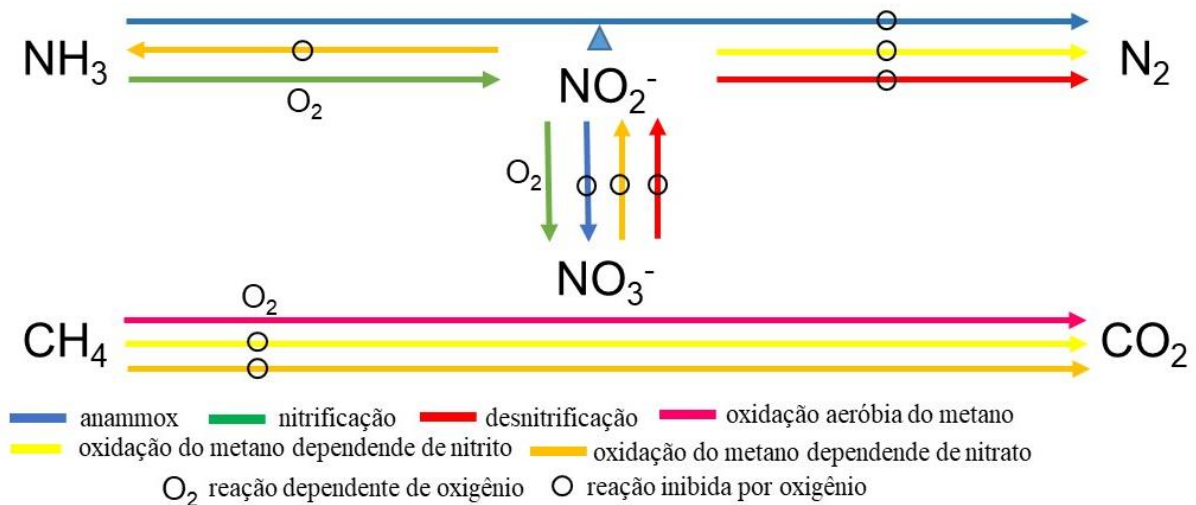 NH₃
NO₂⁻
N₂
O₂
O₂
NO₃⁻
O₂
CH₄
CO₂
anammox nitrificação desnitrificação oxidação aeróbia do metano
oxidação do metano dependende de nitrito oxidação do metano dependende de nitrato
O₂ reação dependente de oxigênio reação inibida por oxigênio